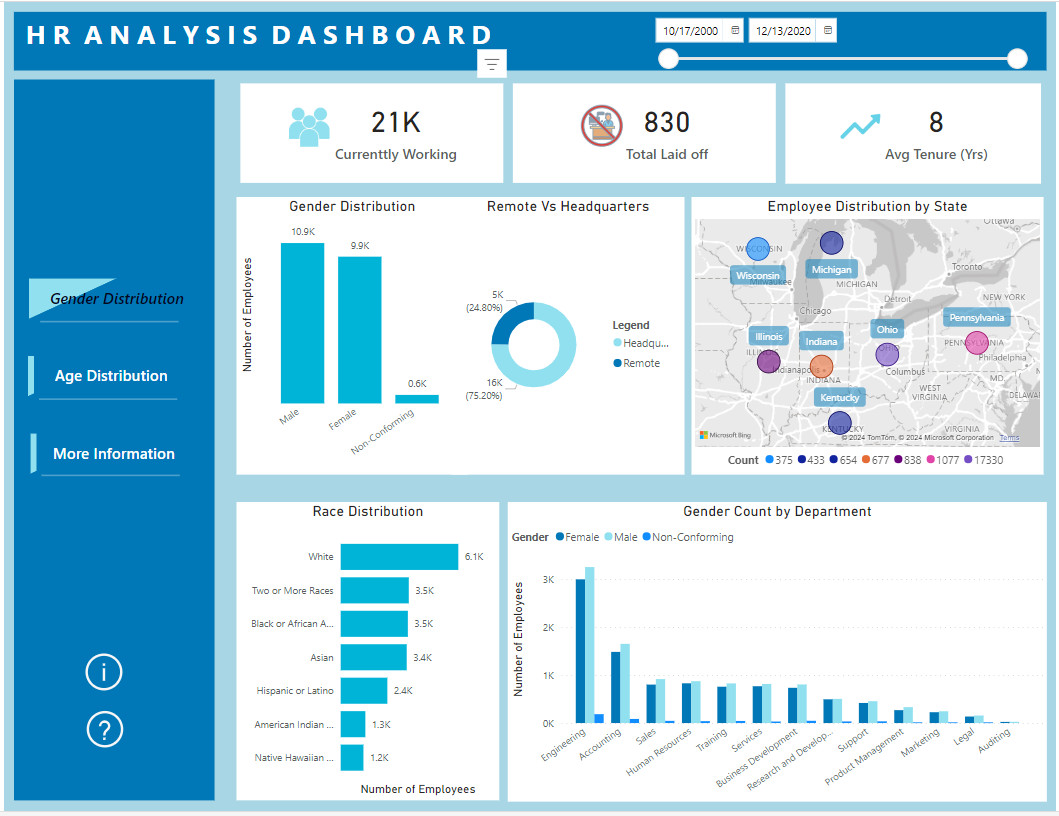 HR ANALYSIS DASHBOARD
10/17/2000
12/13/2020
21K
Currenttly Working
830
Total Laid off
8
Avg Tenure (Yrs)
Gender Distribution
Age Distribution
More Information
i
?
Gender Distribution
Number of Employees
10.9K
9.9K
0.6K
Male
Female
Non-Conforming
Remote Vs Headquarters
5K
(24.80%)
16K
(75.20%)
Legend
Headqu...
Remote
Employee Distribution by State
Ottawa
WISCONSIN
Wisconsin
Milwaukee
Michigan
MICHIGAN
Toronto
Detroit
NEW YORK
Chicago
Pennsylvania
PENNSYLVANIA
Philadelphia
Illinois
Indiana
Ohio
Indianapolis
INDIANA
Columbus
MD.
WEST
VIRGINIA
DELAWA
Kentucky
KENTUCKY
VIRGINIA
Microsoft Bing
© 2024 TomTom, © 2024 Microsoft Corporation Terms
Count 375 433 654 677 838 1077 17330
Race Distribution
White 6.1K
Two or More Races 3.5K
Black or African A... 3.5K
Asian 3.4K
Hispanic or Latino 2.4K
American Indian ... 1.3K
Native Hawaiian ... 1.2K
Number of Employees
Gender Count by Department
Gender Female Male Non-Conforming
Number of Employees
3K
2K
1K
0K
Engineering
Accounting
Sales
Human Resources
Training
Services
Business Development
Research and Develop...
Support
Product Management
Marketing
Legal
Auditing